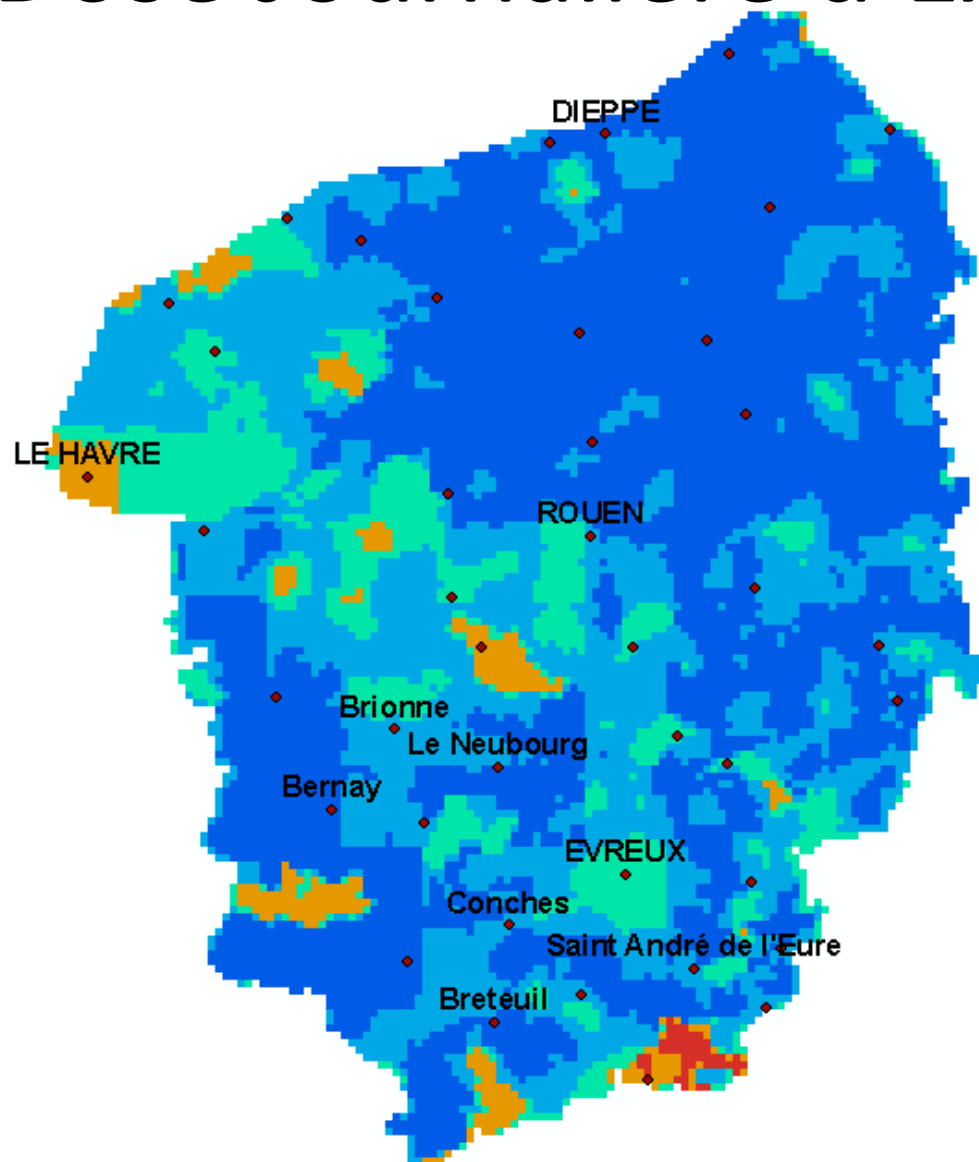 DIEPPE
LE HAVRE
ROUEN
Brionne
Le Neubourg
Bernay
EVREUX
Conches
Saint André de l'Eure
Breteuil